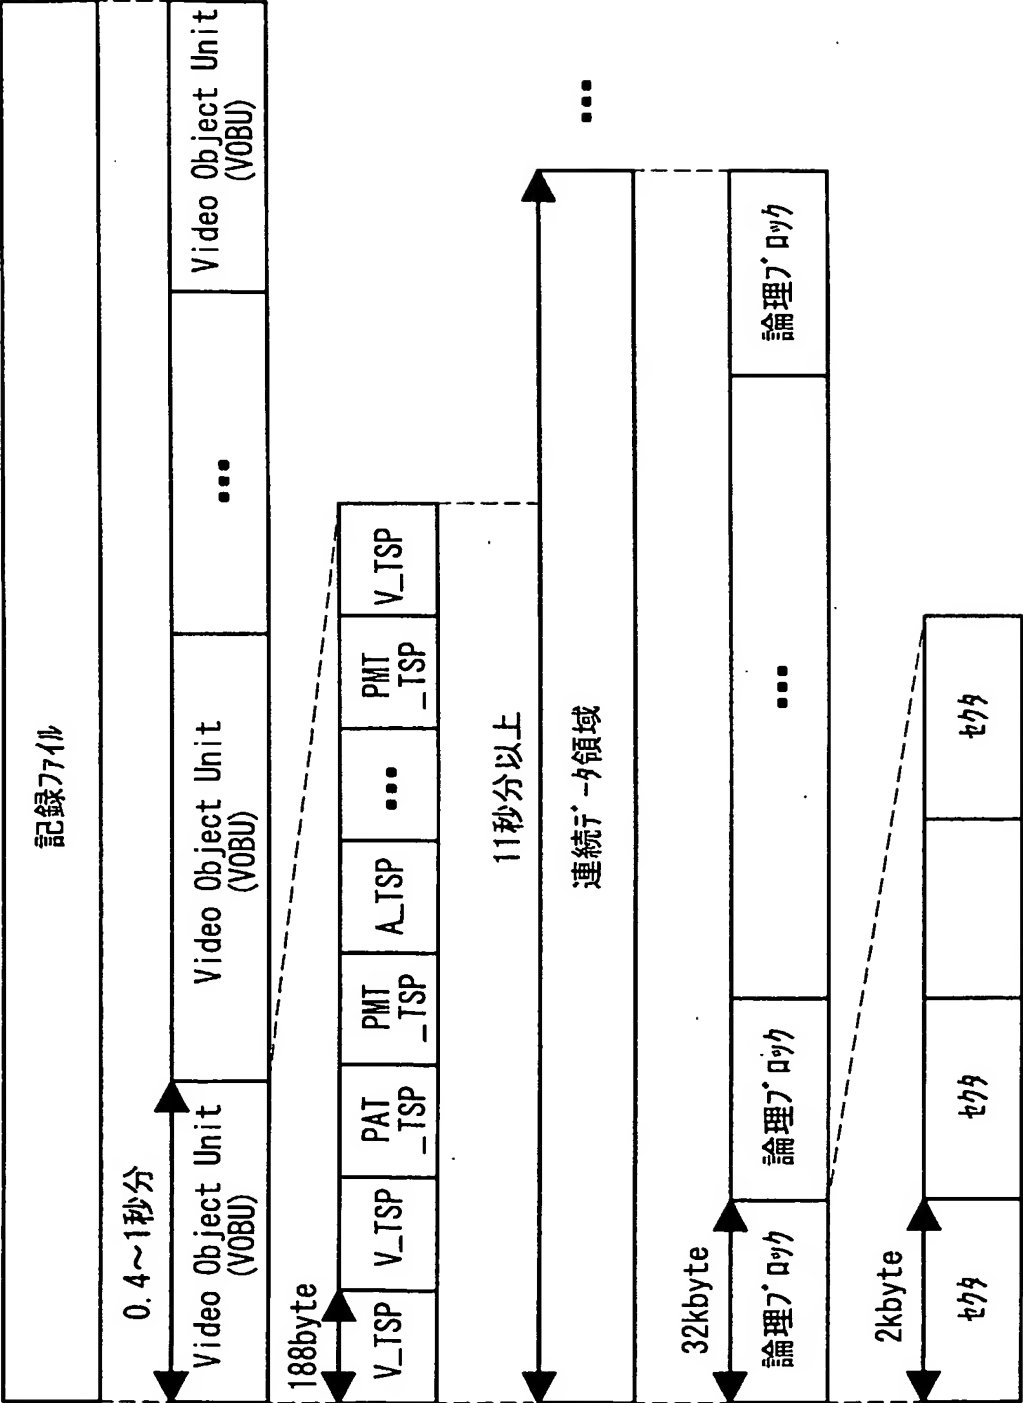 記録ﾌｧｲﾙ
0.4～1秒分
Video Object Unit
(VOBU)
Video Object Unit
(VOBU)
...
Video Object Unit
(VOBU)
188byte
V_TSP
V_TSP
PAT
_TSP
PMT
_TSP
A_TSP
...
PMT
_TSP
V_TSP
11秒分以上
連続ﾃﾞｰﾀ領域
...
32kbyte
論理ﾌﾞﾛｯｸ
論理ﾌﾞﾛｯｸ
...
論理ﾌﾞﾛｯｸ
2kbyte
ｾｸﾀ
ｾｸﾀ
ｾｸﾀ